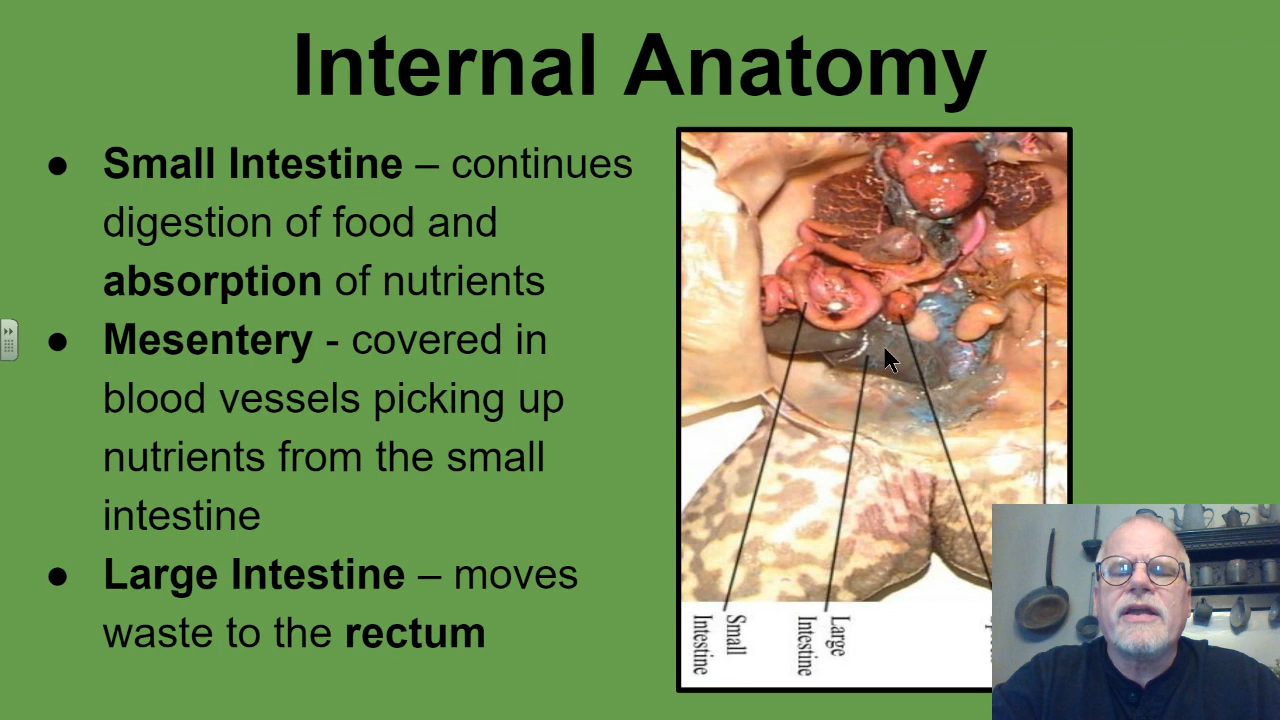 Internal Anatomy
● Small Intestine – continues
digestion of food and
absorption of nutrients
● Mesentery - covered in
blood vessels picking up
nutrients from the small
intestine
● Large Intestine – moves
waste to the rectum
Small
Intestine
Large
Intestine